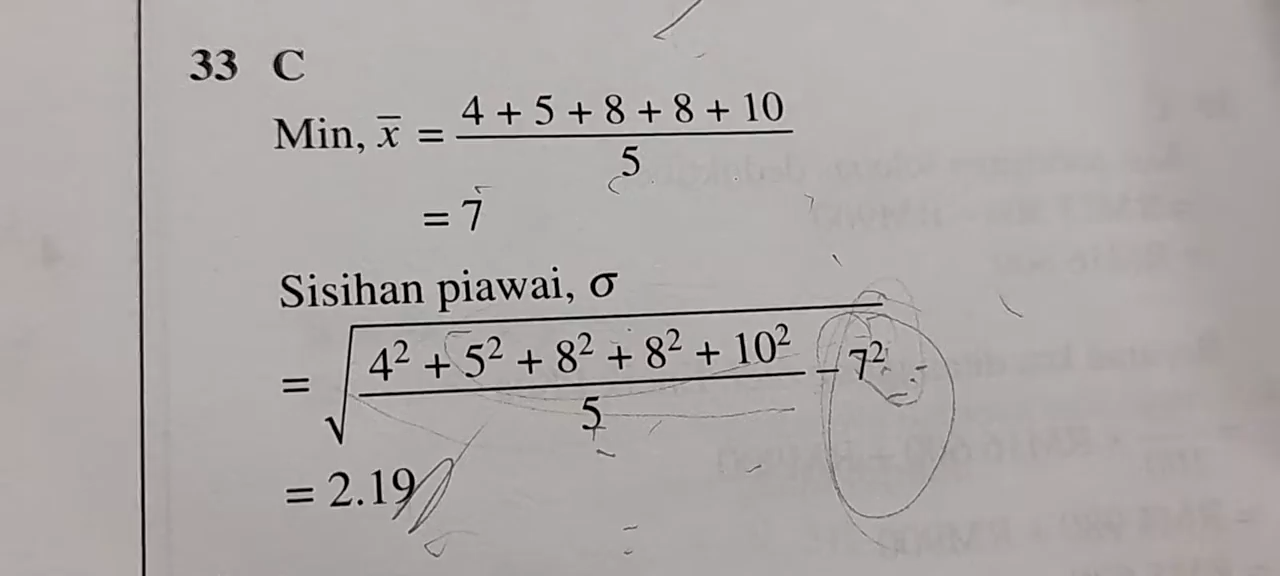 33 C
Min, x̄ = (4 + 5 + 8 + 8 + 10) / 5
= 7
Sisihan piawai, σ
= √((4² + 5² + 8² + 8² + 10²) / 5 − 7²)
= 2.19